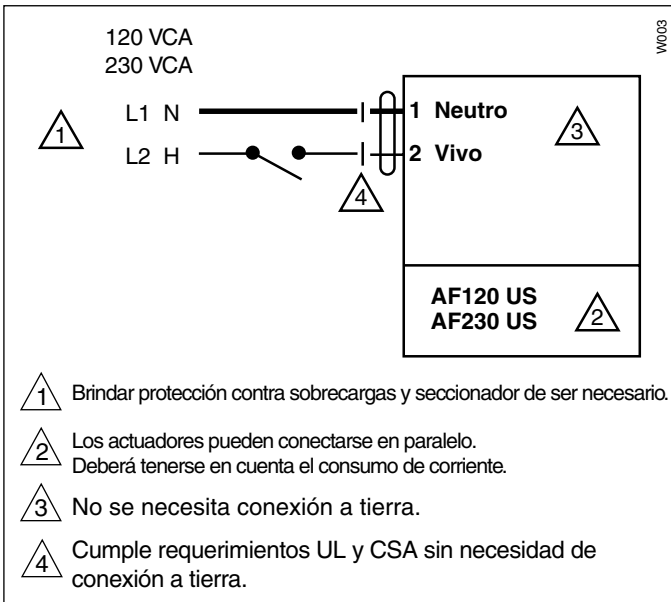 120 VCA
230 VCA
W003
1
L1 N
1 Neutro
3
L2 H
2 Vivo
4
AF120 US
AF230 US
2
1 Brindar protección contra sobrecargas y seccionador de ser necesario.
2 Los actuadores pueden conectarse en paralelo.
Deberá tenerse en cuenta el consumo de corriente.
3 No se necesita conexión a tierra.
4 Cumple requerimientos UL y CSA sin necesidad de
conexión a tierra.